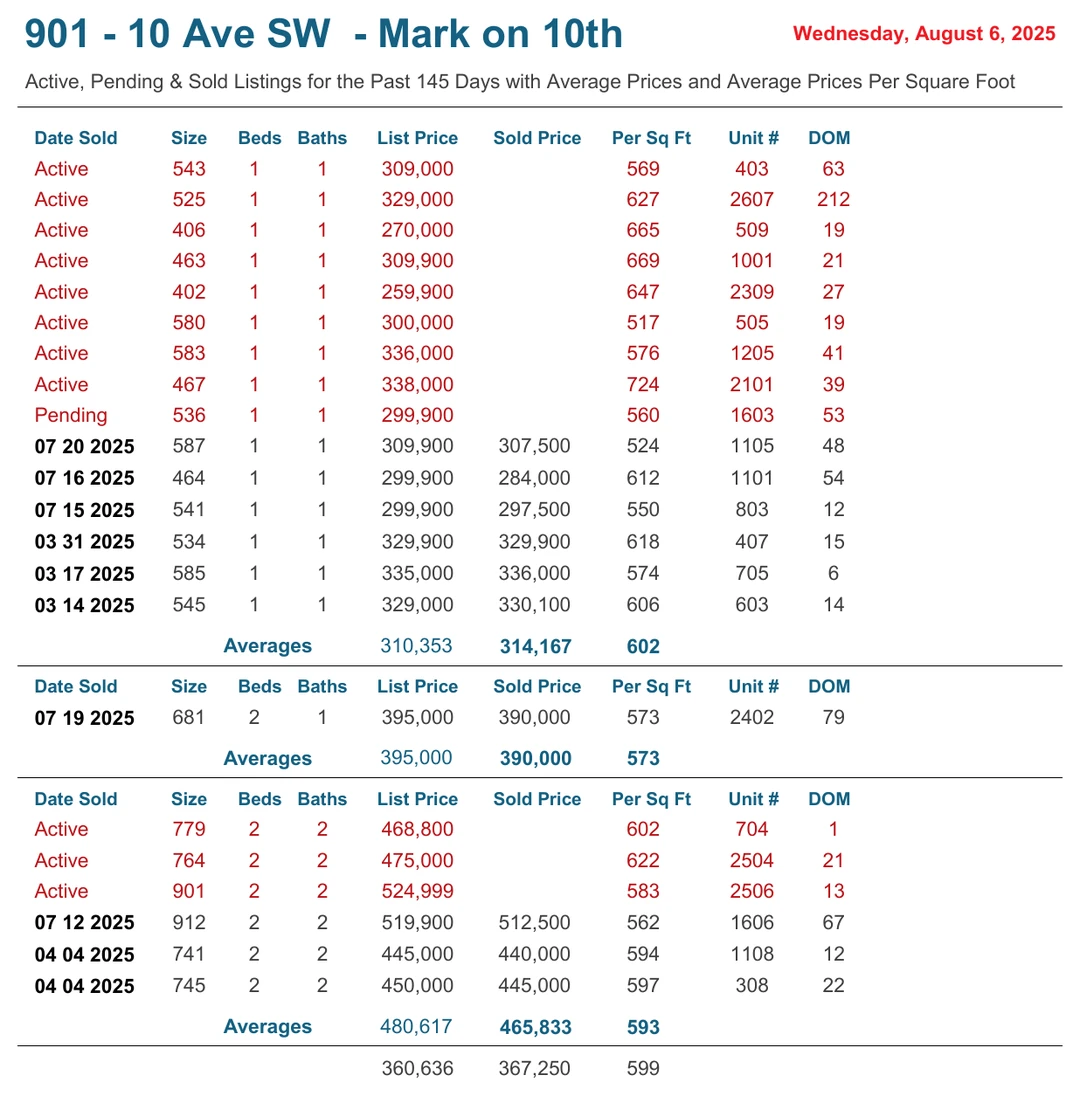 901 - 10 Ave SW - Mark on 10th Wednesday, August 6, 2025
Active, Pending & Sold Listings for the Past 145 Days with Average Prices and Average Prices Per Square Foot
Date Sold Size Beds Baths List Price Sold Price Per Sq Ft Unit # DOM
Active 543 1 1 309,000 569 403 63
Active 525 1 1 329,000 627 2607 212
Active 406 1 1 270,000 665 509 19
Active 463 1 1 309,900 669 1001 21
Active 402 1 1 259,900 647 2309 27
Active 580 1 1 300,000 517 505 19
Active 583 1 1 336,000 576 1205 41
Active 467 1 1 338,000 724 2101 39
Pending 536 1 1 299,900 560 1603 53
07 20 2025 587 1 1 309,900 307,500 524 1105 48
07 16 2025 464 1 1 299,900 284,000 612 1101 54
07 15 2025 541 1 1 299,900 297,500 550 803 12
03 31 2025 534 1 1 329,900 329,900 618 407 15
03 17 2025 585 1 1 335,000 336,000 574 705 6
03 14 2025 545 1 1 329,000 330,100 606 603 14
Averages 310,353 314,167 602
Date Sold Size Beds Baths List Price Sold Price Per Sq Ft Unit # DOM
07 19 2025 681 2 1 395,000 390,000 573 2402 79
Averages 395,000 390,000 573
Date Sold Size Beds Baths List Price Sold Price Per Sq Ft Unit # DOM
Active 779 2 2 468,800 602 704 1
Active 764 2 2 475,000 622 2504 21
Active 901 2 2 524,999 583 2506 13
07 12 2025 912 2 2 519,900 512,500 562 1606 67
04 04 2025 741 2 2 445,000 440,000 594 1108 12
04 04 2025 745 2 2 450,000 445,000 597 308 22
Averages 480,617 465,833 593
360,636 367,250 599